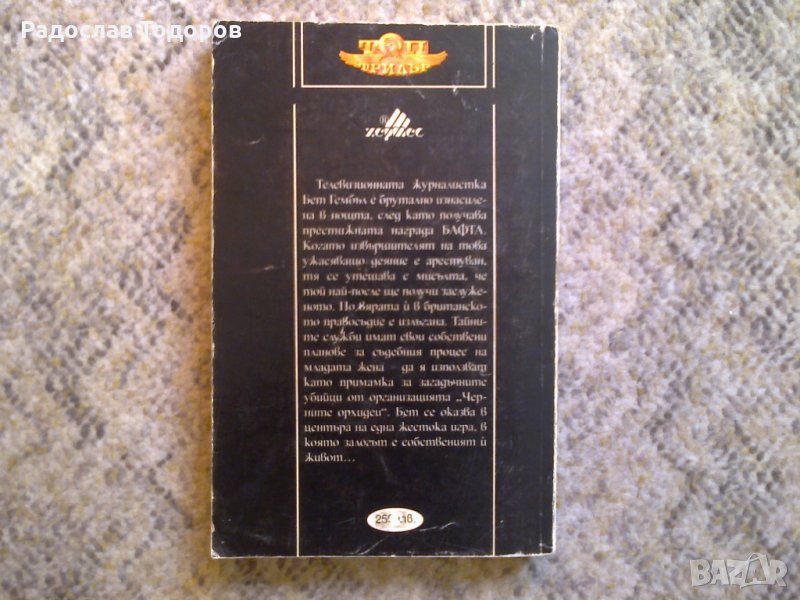 Радослав Тодоров
ТОП
ТРИЛЪР
®
хермес
Телевизионната журналистка
Бет Гембъл е брутално изнасиле-
на в нощта, след като получава
престижната награда БАФТА.
Когато извършителят на това
ужасяващо деяние е арестуван,
тя се утешава с мисълта, че
той най-после ще получи заслуже-
ното. Но вярата ѝ в британско-
то правосъдие е излъгана. Тайни-
те служби имат свои собствени
планове за съдебния процес на
младата жена – да я използват
като примамка за загадъчните
убийци от организацията „Чер-
ните орхидеи“. Бет се оказва в
центъра на една жестока игра, в
която залогът е собственият ѝ
живот...
BAZAR